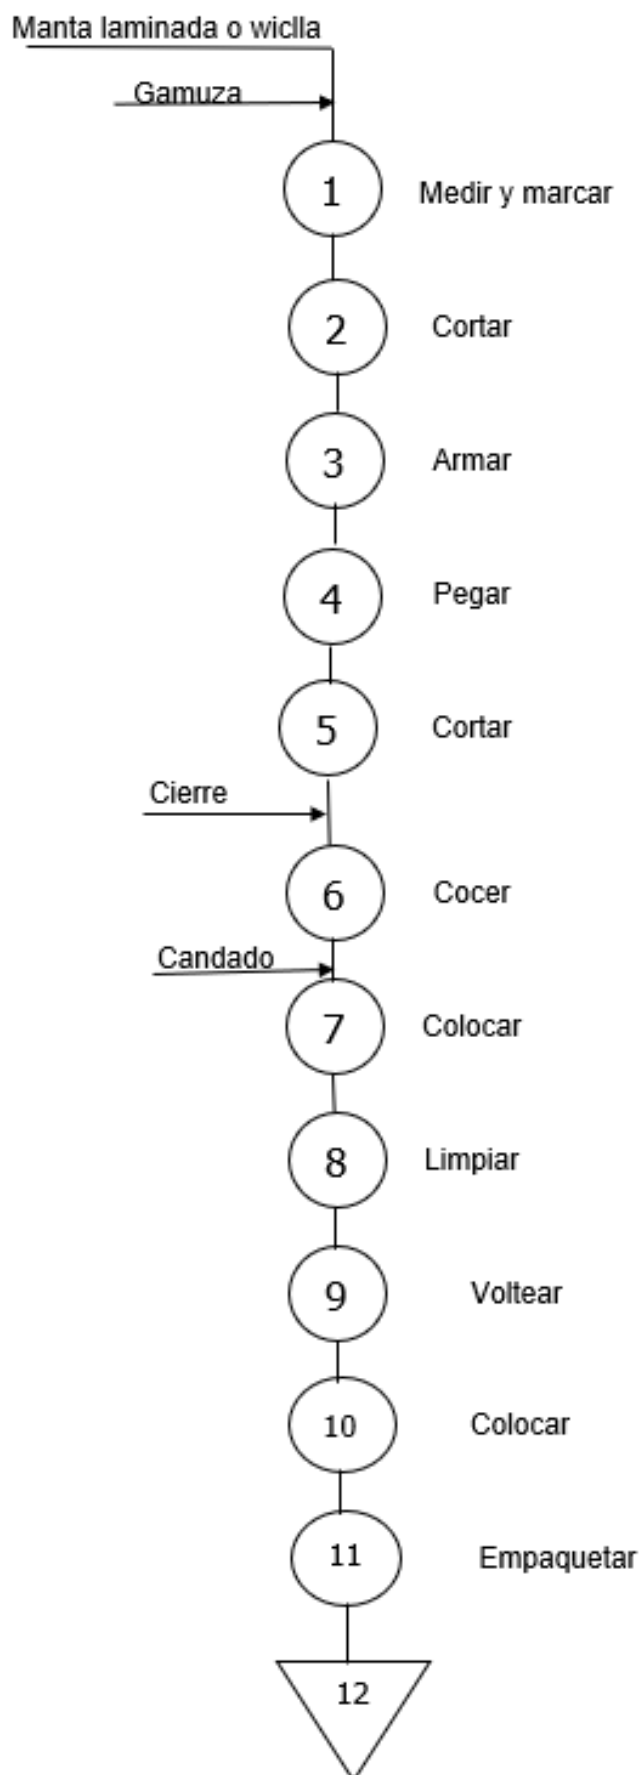 Manta laminada o wiclla
Gamuza
1 Medir y marcar
2 Cortar
3 Armar
4 Pegar
5 Cortar
Cierre
6 Cocer
Candado
7 Colocar
8 Limpiar
9 Voltear
10 Colocar
11 Empaquetar
12